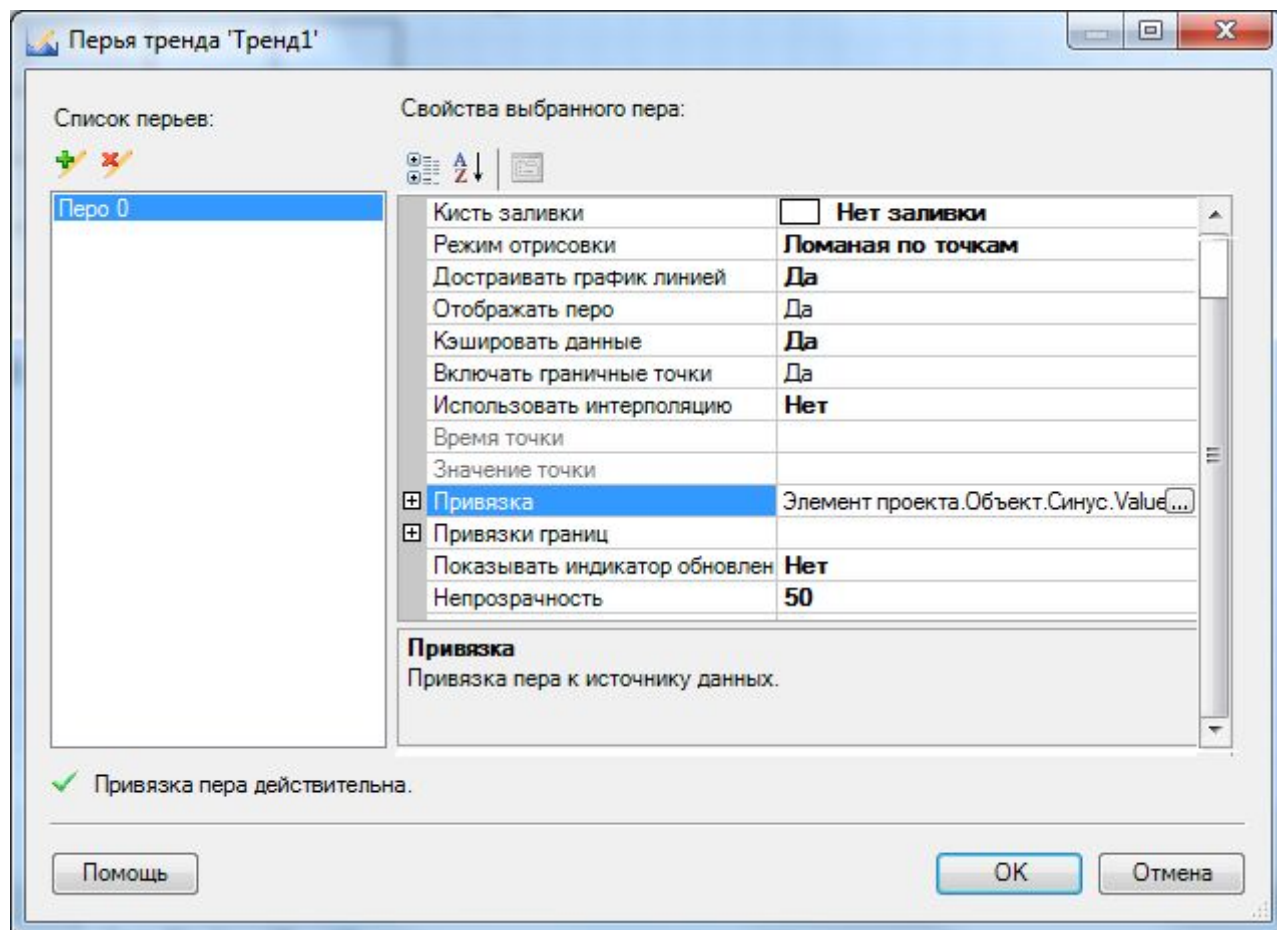 Перья тренда 'Тренд1'
Список перьев:
Свойства выбранного пера:
Перо 0
Кисть заливки Нет заливки
Режим отрисовки Ломаная по точкам
Достраивать график линией Да
Отображать перо Да
Кэшировать данные Да
Включать граничные точки Да
Использовать интерполяцию Нет
Время точки
Значение точки
Привязка Элемент проекта.Объект.Синус.Value ...
Привязки границ
Показывать индикатор обновлен Нет
Непрозрачность 50
Привязка
Привязка пера к источнику данных.
Привязка пера действительна.
Помощь OK Отмена